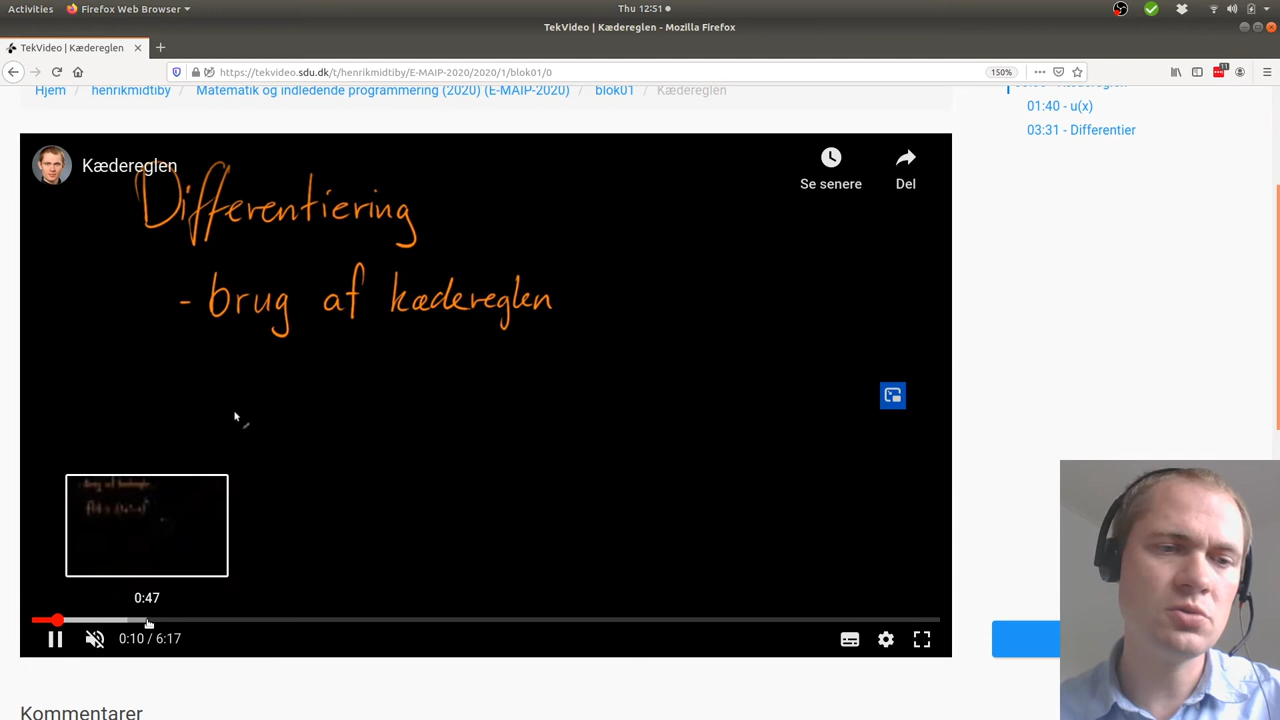 Activities Firefox Web Browser Thu 12:51
TekVideo | Kædereglen - Mozilla Firefox
TekVideo | Kædereglen
https://tekvideo.sdu.dk/t/henrikmidtiby/E-MAIP-2020/2020/1/blok01/0 150% 11
Hjem / henrikmidtiby / Matematik og indledende programmering (2020) (E-MAIP-2020) / blok01 / Kædereglen
01:40 - u(x)
03:31 - Differentier
Kædereglen
Se senere
Del
Differentiering
- brug af kædereglen
0:47
0:10 / 6:17
Kommentarer